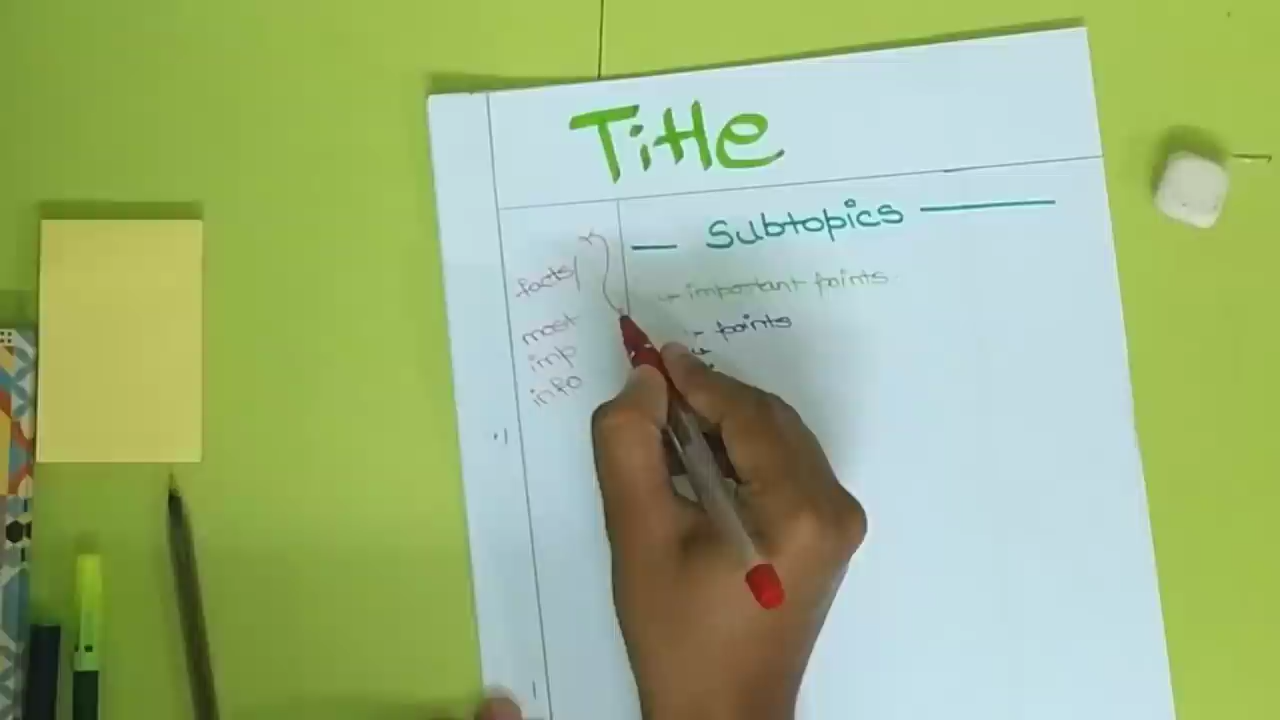 Title
Subtopics
important points
points
facts/
most
imp
info